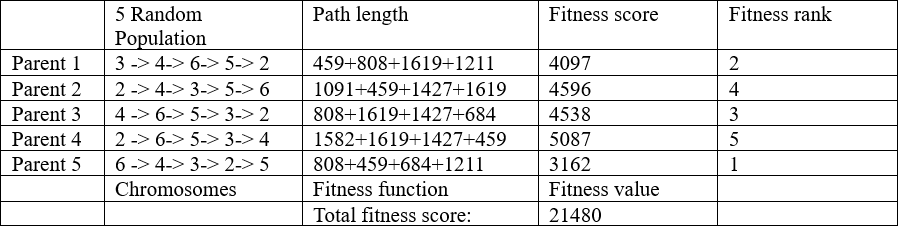 5 Random Population Path length Fitness score Fitness rank
Parent 1 3 -> 4-> 6-> 5-> 2 459+808+1619+1211 4097 2
Parent 2 2 -> 4-> 3-> 5-> 6 1091+459+1427+1619 4596 4
Parent 3 4 -> 6-> 5-> 3-> 2 808+1619+1427+684 4538 3
Parent 4 2 -> 6-> 5-> 3-> 4 1582+1619+1427+459 5087 5
Parent 5 6 -> 4-> 3-> 2-> 5 808+459+684+1211 3162 1
Chromosomes Fitness function Fitness value
Total fitness score: 21480